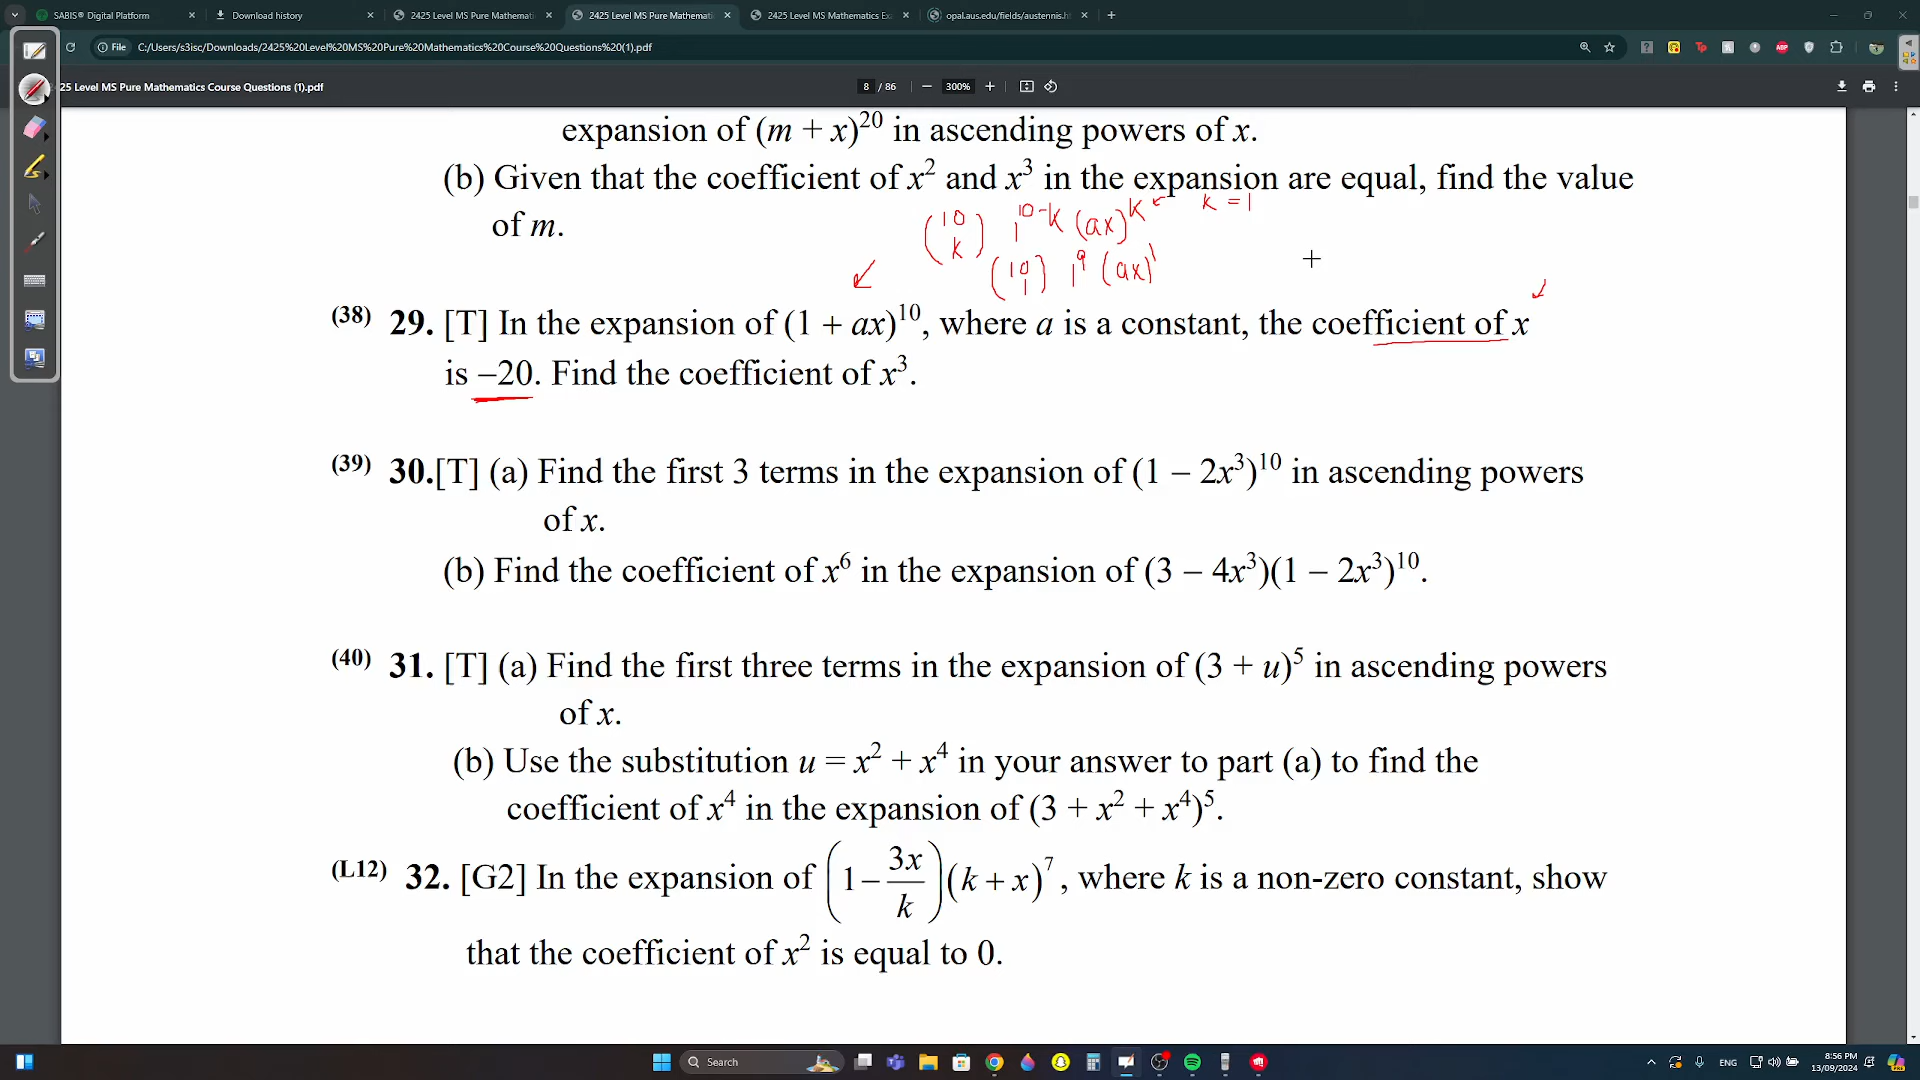 SABIS® Digital Platform
Download history
2425 Level MS Pure Mathemati
2425 Level MS Pure Mathemati
2425 Level MS Mathematics Ex
opal.aus.edu/fields/austennis.h
File C:/Users/s3isc/Downloads/2425%20Level%20MS%20Pure%20Mathematics%20Course%20Questions%20(1).pdf
25 Level MS Pure Mathematics Course Questions (1).pdf
8 / 86 − 300% +
expansion of (m + x)^20 in ascending powers of x.
(b) Given that the coefficient of x^2 and x^3 in the expansion are equal, find the value
of m.
(10 k) 1^10-k (ax)^k k = 1
(10 1) 1^9 (ax)^1
(38) 29. [T] In the expansion of (1 + ax)^10, where a is a constant, the coefficient of x
is −20. Find the coefficient of x^3.
(39) 30.[T] (a) Find the first 3 terms in the expansion of (1 − 2x^3)^10 in ascending powers
of x.
(b) Find the coefficient of x^6 in the expansion of (3 − 4x^3)(1 − 2x^3)^10.
(40) 31. [T] (a) Find the first three terms in the expansion of (3 + u)^5 in ascending powers
of x.
(b) Use the substitution u = x^2 + x^4 in your answer to part (a) to find the
coefficient of x^4 in the expansion of (3 + x^2 + x^4)^5.
(L12) 32. [G2] In the expansion of (1 − 3x/k)(k + x)^7, where k is a non-zero constant, show
that the coefficient of x^2 is equal to 0.
Search
ENG
8:56 PM
13/09/2024